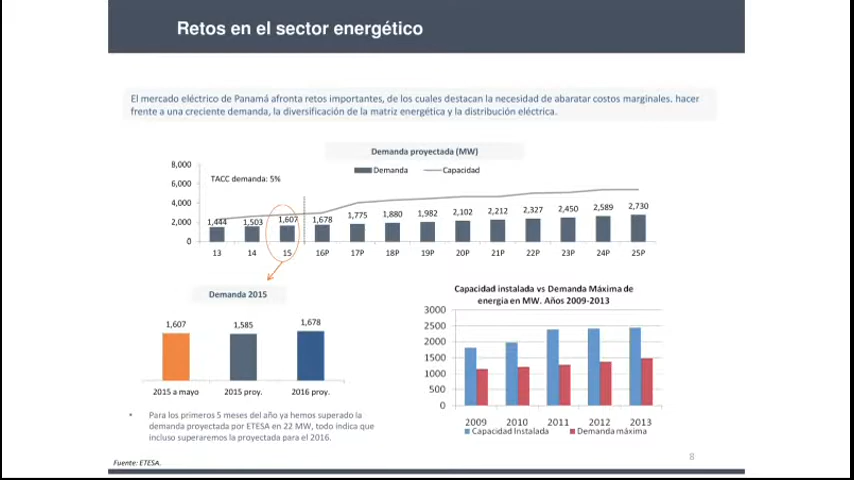 Retos en el sector energético
El mercado eléctrico de Panamá afronta retos importantes, de los cuales destacan la necesidad de abaratar costos marginales, hacer
frente a una creciente demanda, la diversificación de la matriz energética y la distribución eléctrica.
Demanda proyectada (MW)
Demanda Capacidad
TACC demanda: 5%
8,000
6,000
4,000
2,000
0
1,444 1,503 1,607 1,678 1,775 1,880 1,982 2,102 2,212 2,327 2,450 2,589 2,730
13 14 15 16P 17P 18P 19P 20P 21P 22P 23P 24P 25P
Demanda 2015
1,607 1,585 1,678
2015 a mayo 2015 proy. 2016 proy.
• Para los primeros 5 meses del año ya hemos superado la
demanda proyectada por ETESA en 22 MW, todo indica que
incluso superaremos la proyectada para el 2016.
Capacidad instalada vs Demanda Máxima de
energia en MW. Años 2009-2013
3000
2500
2000
1500
1000
500
0
2009 2010 2011 2012 2013
Capacidad Instalada Demanda máxima
8
Fuente: ETESA.